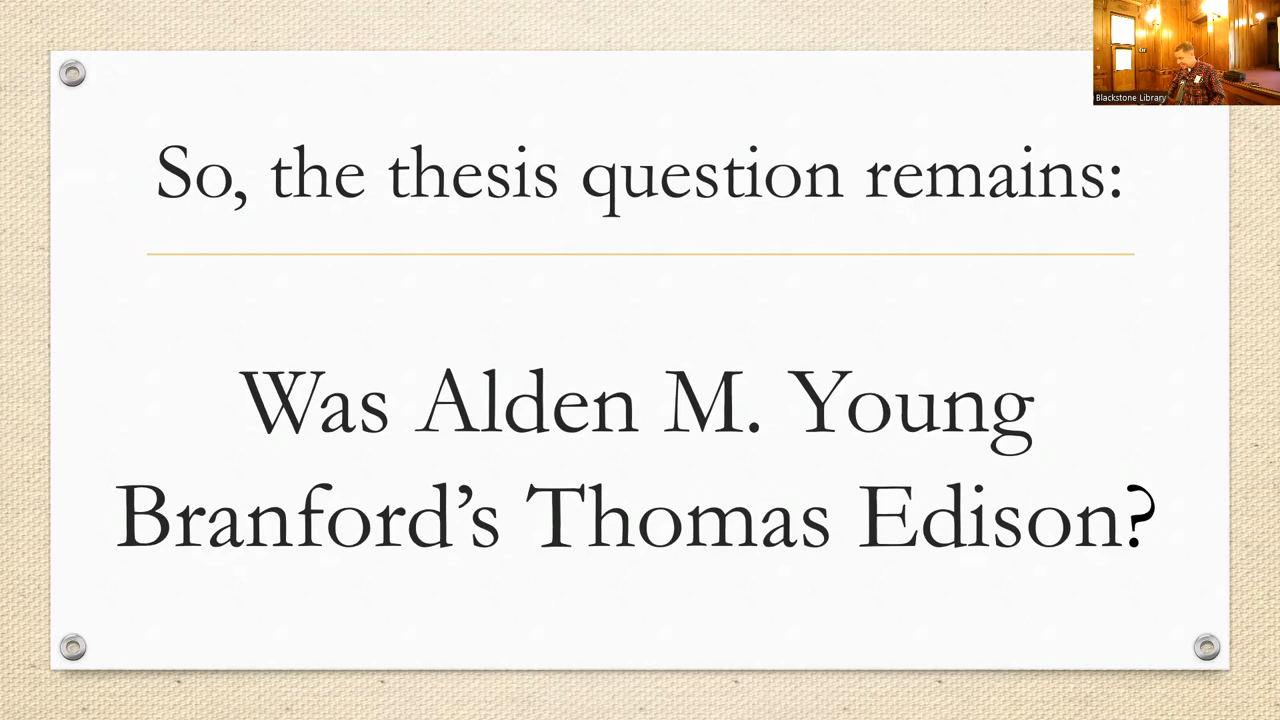 Blackstone Library
So, the thesis question remains:
Was Alden M. Young
Branford’s Thomas Edison?